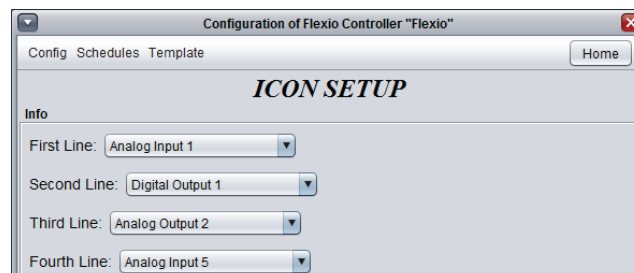 Configuration of Flexio Controller "Flexio"
Config Schedules Template Home
ICON SETUP
Info
First Line: Analog Input 1
Second Line: Digital Output 1
Third Line: Analog Output 2
Fourth Line: Analog Input 5